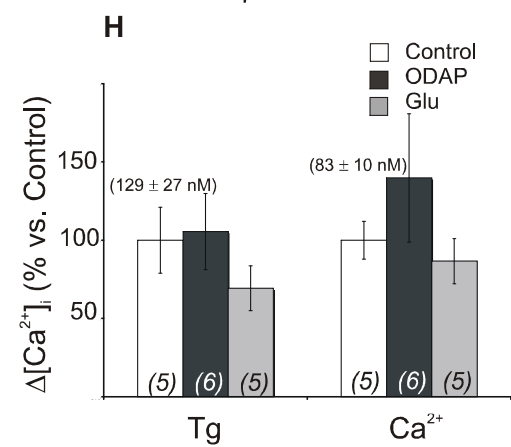 H
Control
ODAP
Glu
Δ[Ca²⁺]ᵢ (% vs. Control)
150
100
50
(129 ± 27 nM)
(83 ± 10 nM)
(5) (6) (5) (5) (6) (5)
Tg Ca²⁺